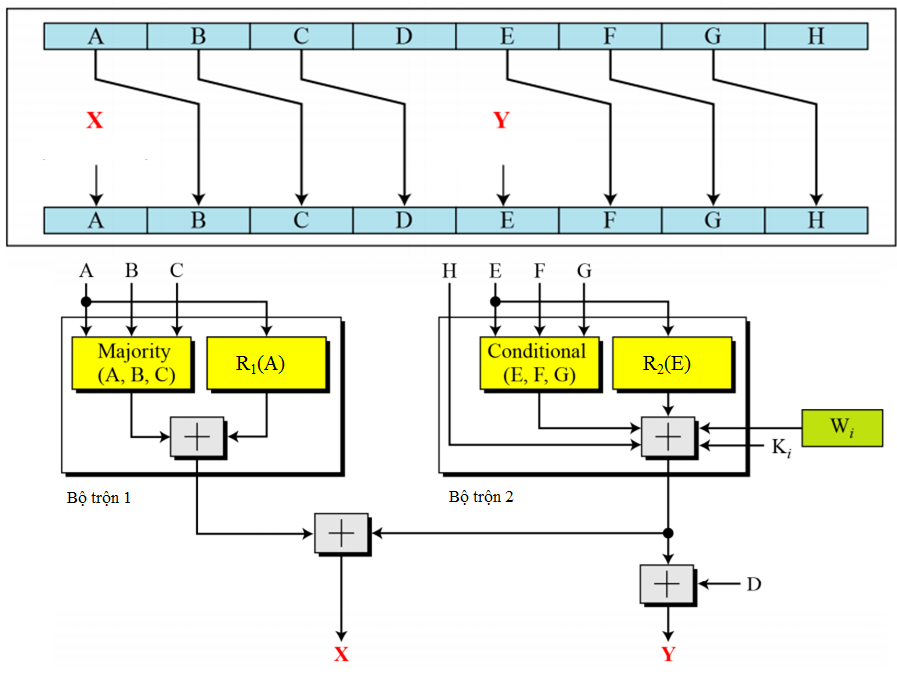 A B C D E F G H
X Y
A B C D E F G H
A B C H E F G
Majority
(A, B, C)
R1(A)
Conditional
(E, F, G)
R2(E)
Wi
Ki
Bộ trộn 1
Bộ trộn 2
D
X
Y